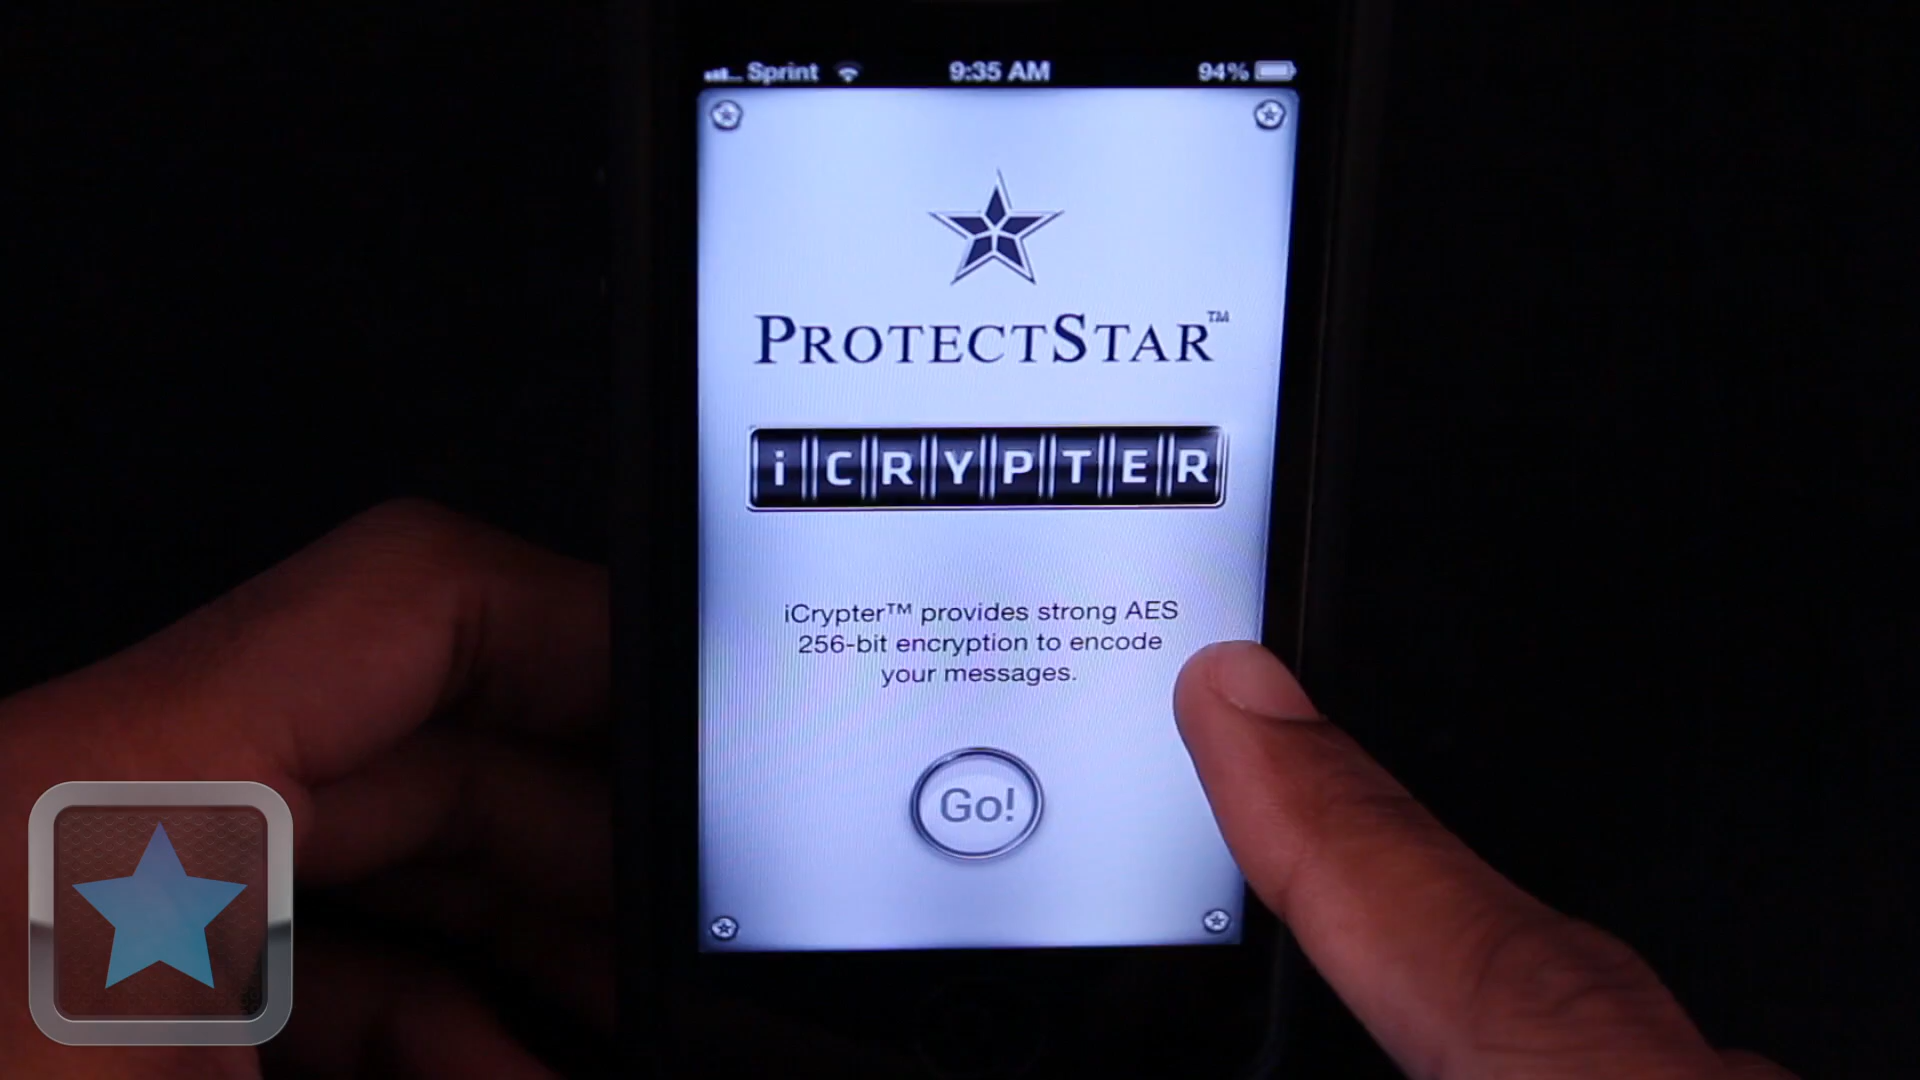 Sprint 9:35 AM 94%
PROTECTSTAR™
iCRYPTER
iCrypter™ provides strong AES
256-bit encryption to encode
your messages.
Go!